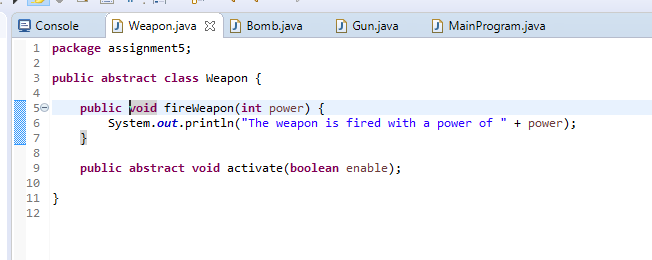 Console Weapon.java Bomb.java Gun.java MainProgram.java
1 package assignment5;
2
3 public abstract class Weapon {
4
5 public void fireWeapon(int power) {
6 System.out.println("The weapon is fired with a power of " + power);
7 }
8
9 public abstract void activate(boolean enable);
10
11 }
12